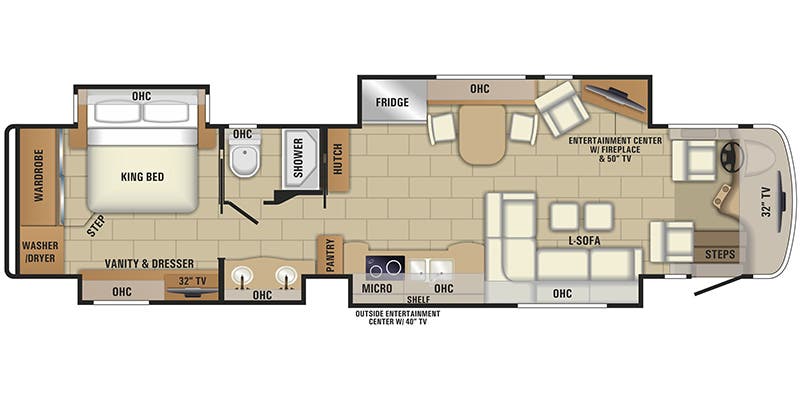 OHC
WARDROBE
KING BED
STEP
WASHER
/DRYER
VANITY & DRESSER
32" TV
OHC
OHC
SHOWER
OHC
HUTCH
PANTRY
FRIDGE
OHC
ENTERTAINMENT CENTER
W/ FIREPLACE
& 50" TV
L-SOFA
MICRO
OHC
SHELF
OUTSIDE ENTERTAINMENT
CENTER W/ 40" TV
OHC
STEPS
32" TV